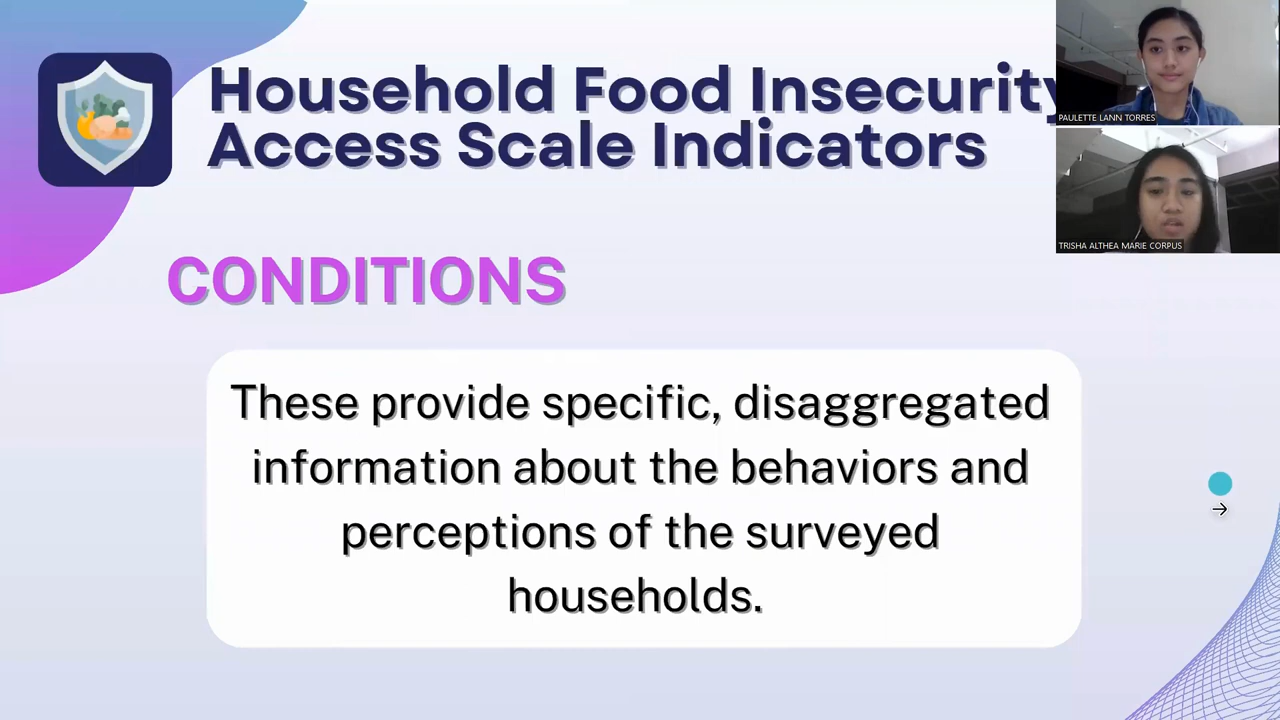 Household Food Insecurity
Access Scale Indicators
PAULETTE LANN TORRES
TRISHA ALTHEA MARIE CORPUS
CONDITIONS
These provide specific, disaggregated
information about the behaviors and
perceptions of the surveyed
households.